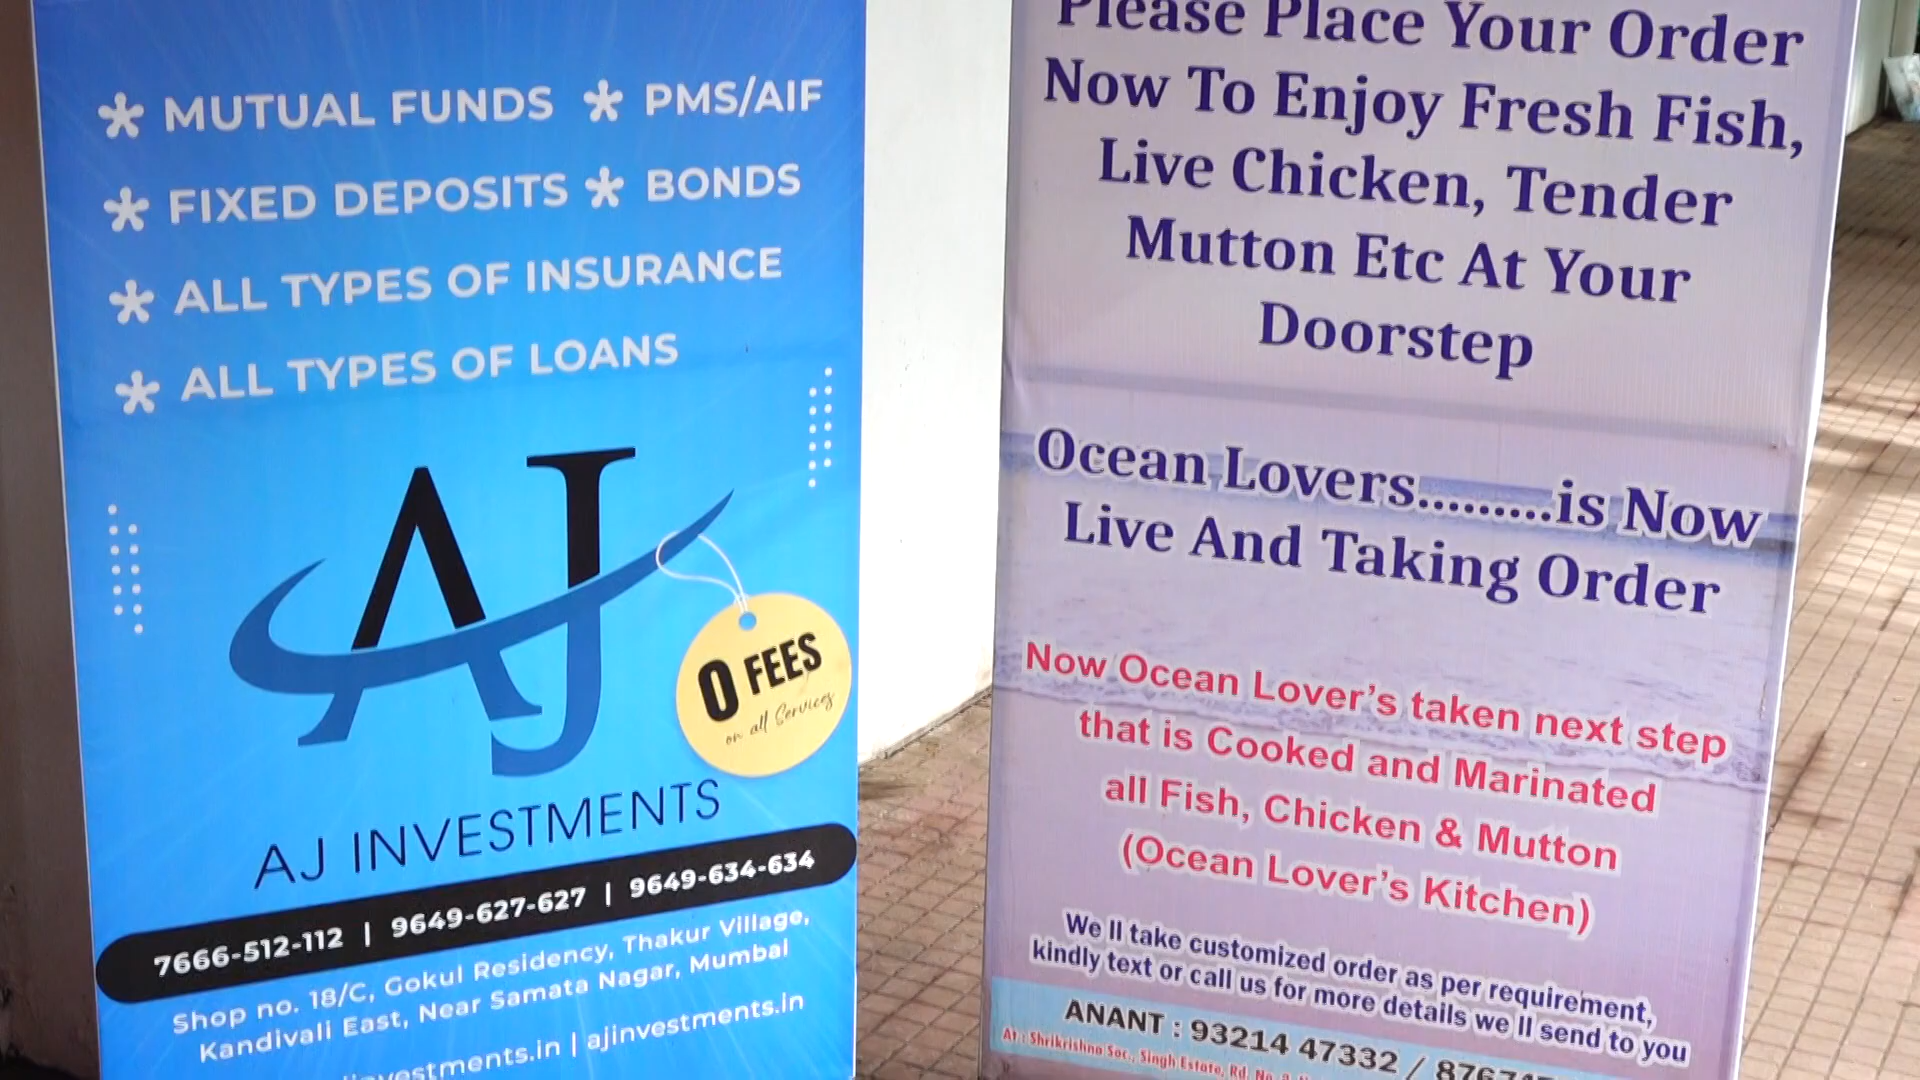 * MUTUAL FUNDS * PMS/AIF
* FIXED DEPOSITS * BONDS
* ALL TYPES OF INSURANCE
* ALL TYPES OF LOANS
AJ
0 FEES
on all Services
AJ INVESTMENTS
7666-512-112 | 9649-627-627 | 9649-634-634
Shop no. 18/C, Gokul Residency, Thakur Village,
Kandivali East, Near Samata Nagar, Mumbai
ajinvestments.in
Please Place Your Order
Now To Enjoy Fresh Fish,
Live Chicken, Tender
Mutton Etc At Your
Doorstep
Ocean Lovers.........is Now
Live And Taking Order
Now Ocean Lover's taken next step
that is Cooked and Marinated
all Fish, Chicken & Mutton
(Ocean Lover's Kitchen)
We ll take customized order as per requirement,
kindly text or call us for more details we ll send to you
ANANT : 93214 47332 /
At : Shrikrishna Soc., Singh Estate, Rd. No.